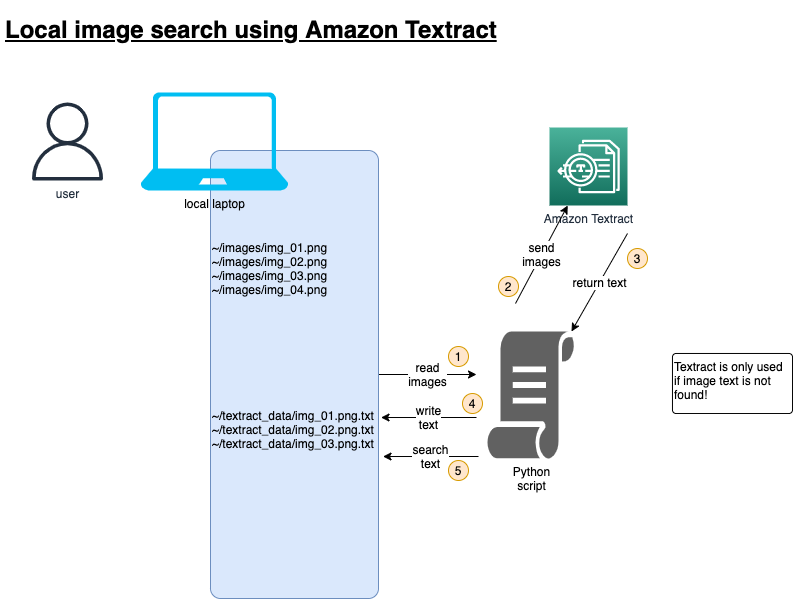 Local image search using Amazon Textract
user
local laptop
~/images/img_01.png
~/images/img_02.png
~/images/img_03.png
~/images/img_04.png
Amazon Textract
send
images
2
3
return text
1
read
images
4
write
text
~/textract_data/img_01.png.txt
~/textract_data/img_02.png.txt
~/textract_data/img_03.png.txt
search
text
5
Python
script
Textract is only used
if image text is not
found!